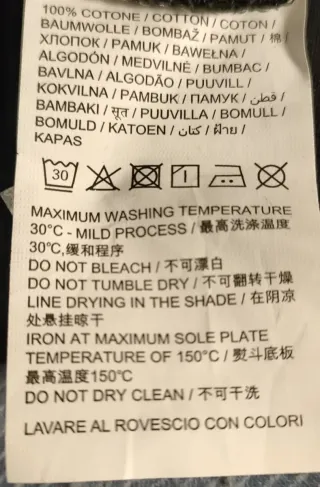 100% COTONE / COTTON / COTON /
BAUMWOLLE / BOMBAŽ / PAMUT / 棉 /
ХЛОПОК / PAMUK / BAWEŁNA /
ALGODÓN / MEDVILNĖ / BUMBAC /
BAVLNA / ALGODÃO / PUUVILL /
KOKVILNA / PAMBUK / ПАМУК / قطن /
BAMBAKI / सूत / PUUVILLA / BOMULL /
BOMULD / KATOEN / کتان / ฝ้าย /
KAPAS
30
MAXIMUM WASHING TEMPERATURE
30°C - MILD PROCESS / 最高洗涤温度
30℃,缓和程序
DO NOT BLEACH / 不可漂白
DO NOT TUMBLE DRY / 不可翻转干燥
LINE DRYING IN THE SHADE / 在阴凉
处悬挂晾干
IRON AT MAXIMUM SOLE PLATE
TEMPERATURE OF 150°C / 熨斗底板
最高温度150℃
DO NOT DRY CLEAN / 不可干洗
LAVARE AL ROVESCIO CON COLORI